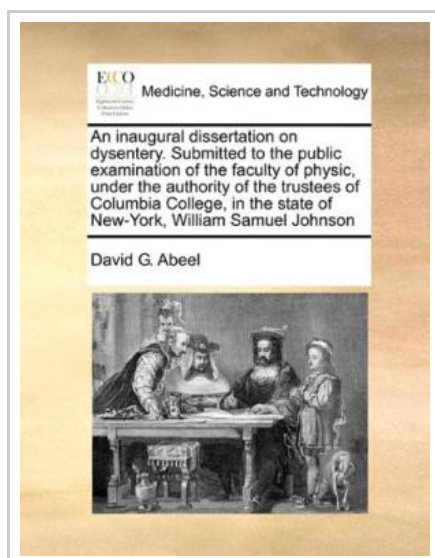 ECCO
Medicine, Science and Technology
An inaugural dissertation on
dysentery. Submitted to the public
examination of the faculty of physic,
under the authority of the trustees of
Columbia College, in the state of
New-York, William Samuel Johnson
David G. Abeel